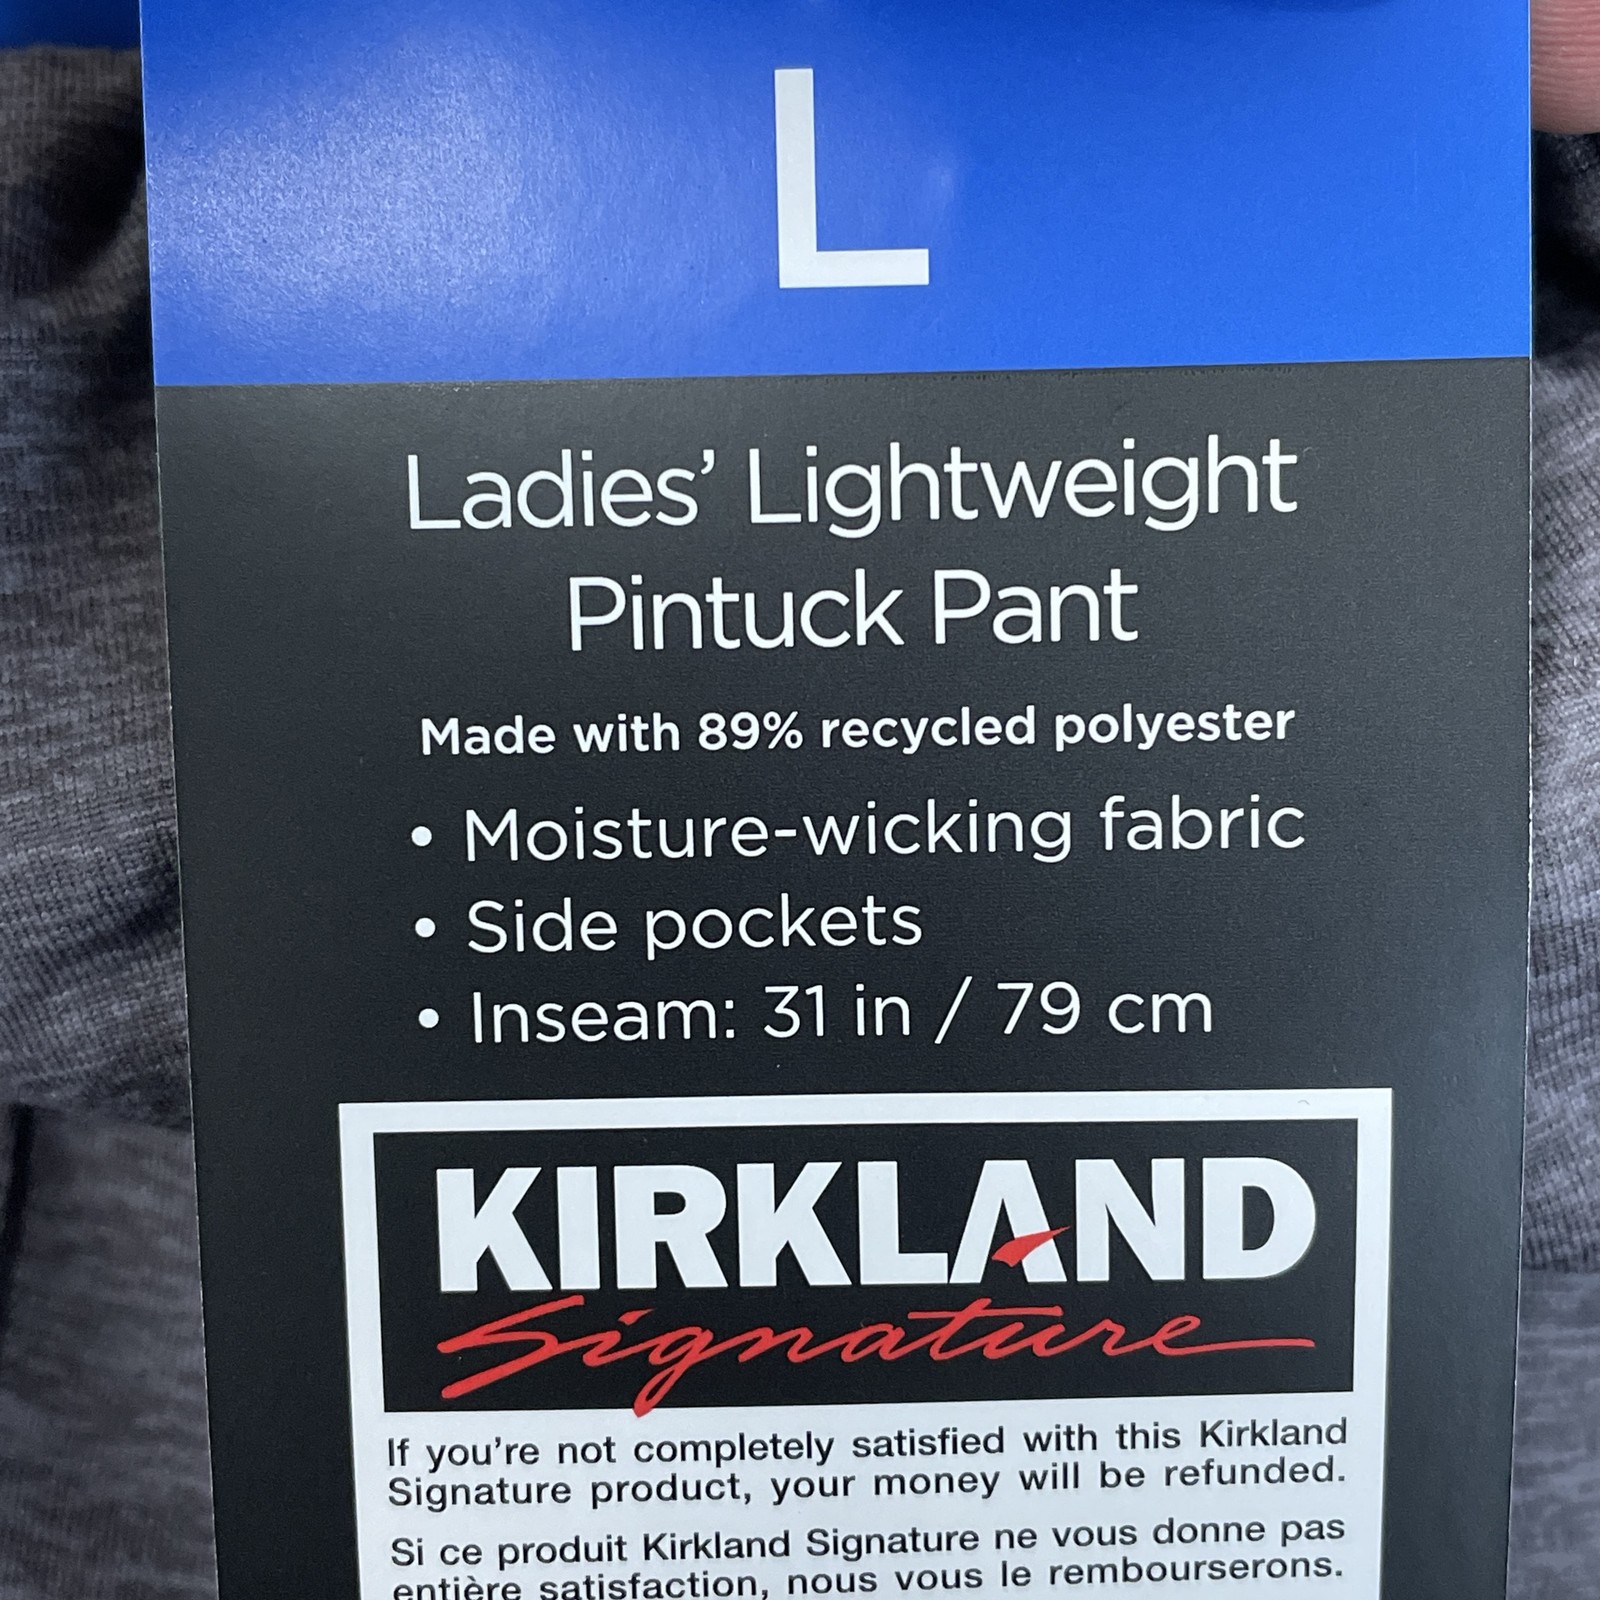 L
Ladies’ Lightweight
Pintuck Pant
Made with 89% recycled polyester
• Moisture-wicking fabric
• Side pockets
• Inseam: 31 in / 79 cm
KIRKLAND
Signature
If you’re not completely satisfied with this Kirkland
Signature product, your money will be refunded.
Si ce produit Kirkland Signature ne vous donne pas
entière satisfaction, nous vous le rembourserons.